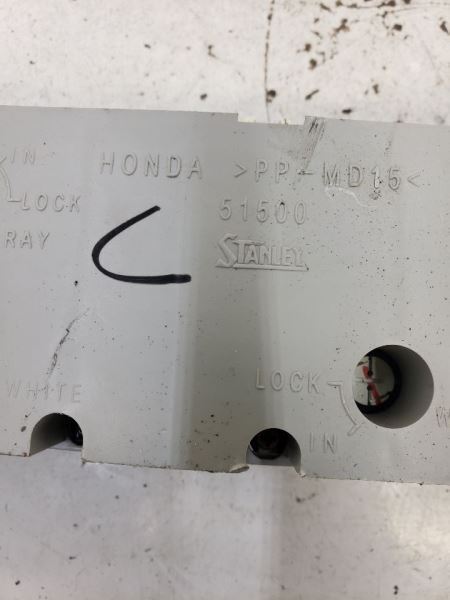 IN
HONDA >PP-MD15<
LOCK
51500
RAY
STANLEY
WHITE
LOCK
IN